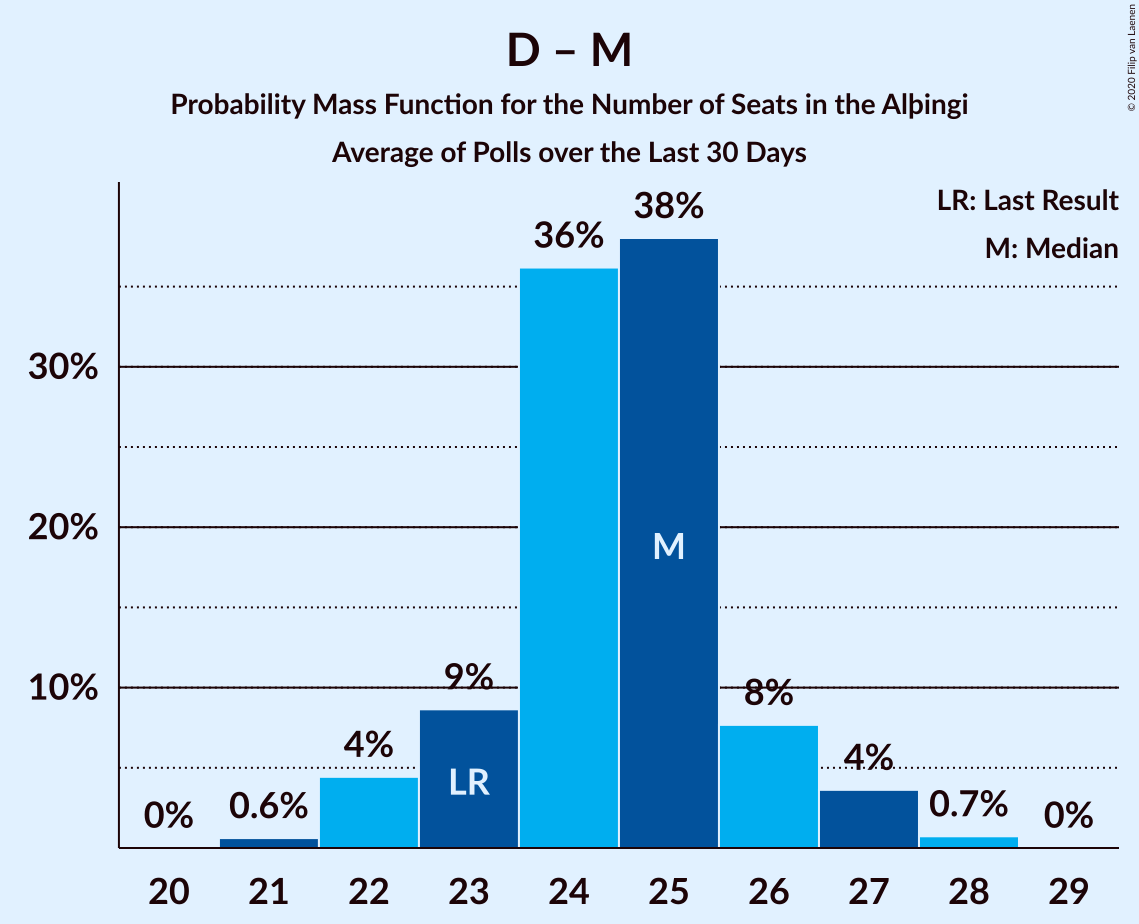 D – M
Probability Mass Function for the Number of Seats in the Alþingi
Average of Polls over the Last 30 Days
© 2020 Filip van Laenen
LR: Last Result
M: Median
38%
36%
30%
20%
M
10%
9%
8%
4%
4%
LR
0%
0.6%
0.7%
0%
20 21 22 23 24 25 26 27 28 29